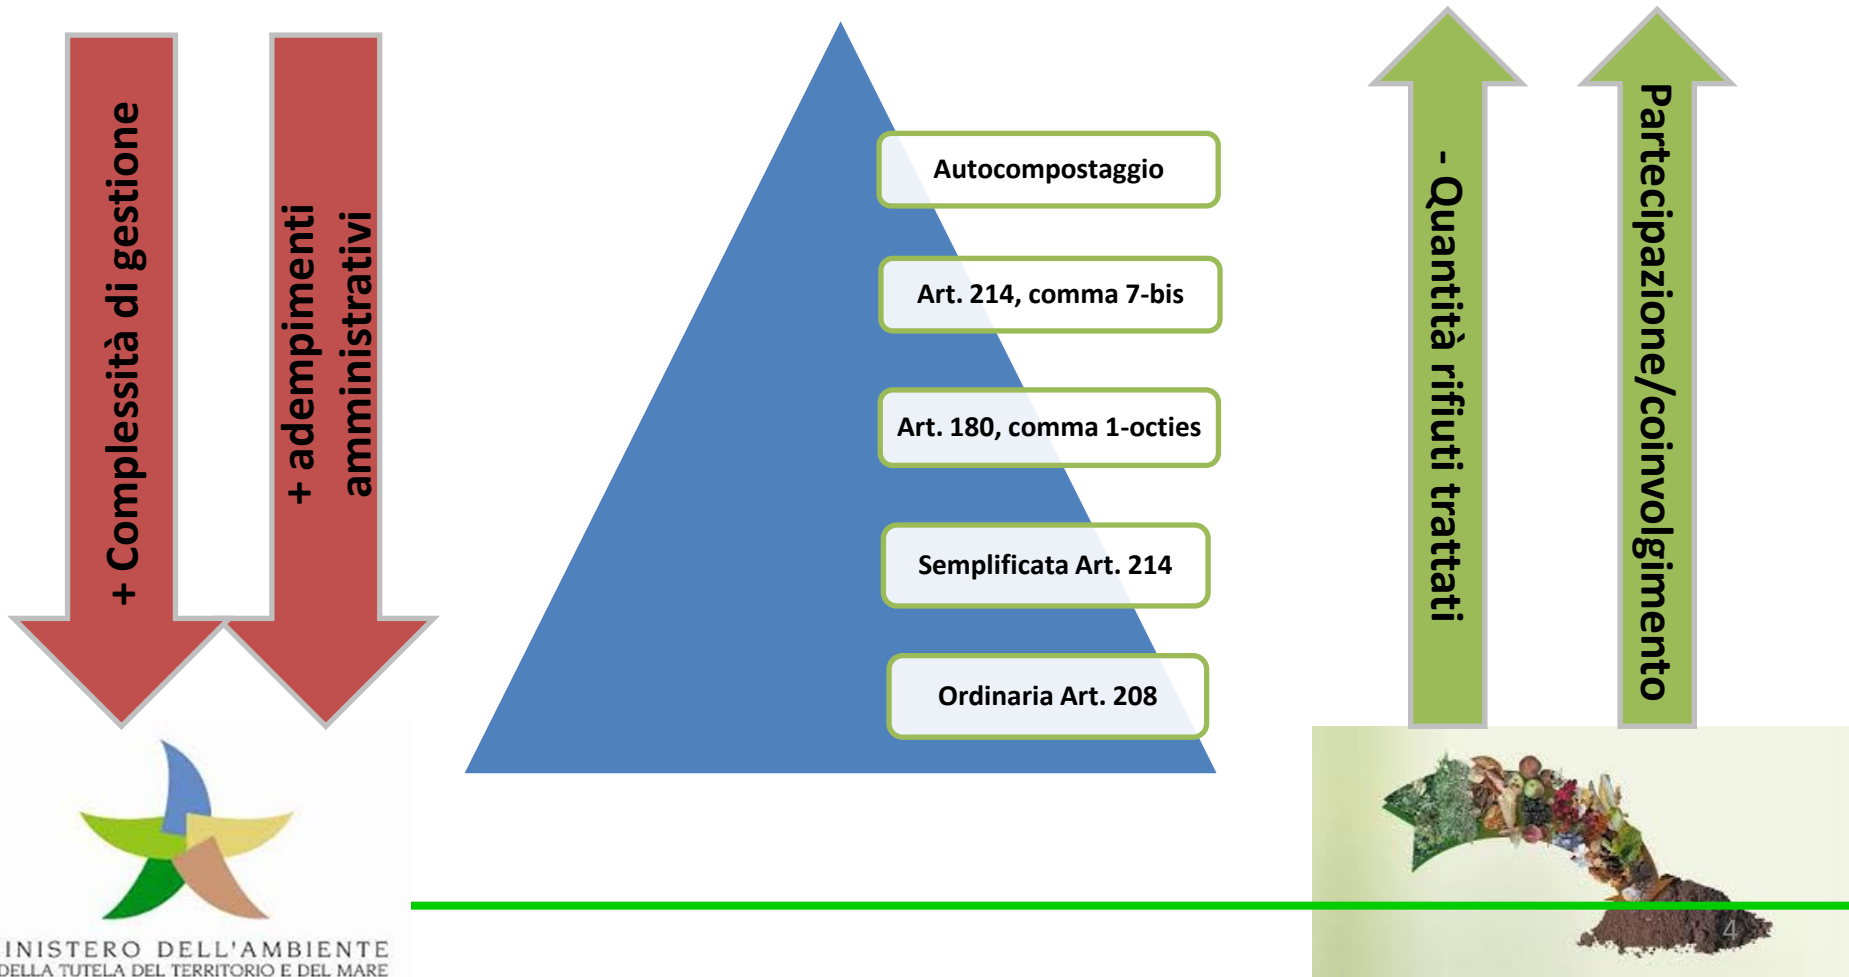 + Complessità di gestione
+ adempimenti
amministrativi
Autocompostaggio
Art. 214, comma 7-bis
Art. 180, comma 1-octies
Semplificata Art. 214
Ordinaria Art. 208
- Quantità rifiuti trattati
Partecipazione/coinvolgimento
INISTERO DELL'AMBIENTE
DELLA TUTELA DEL TERRITORIO E DEL MARE
4